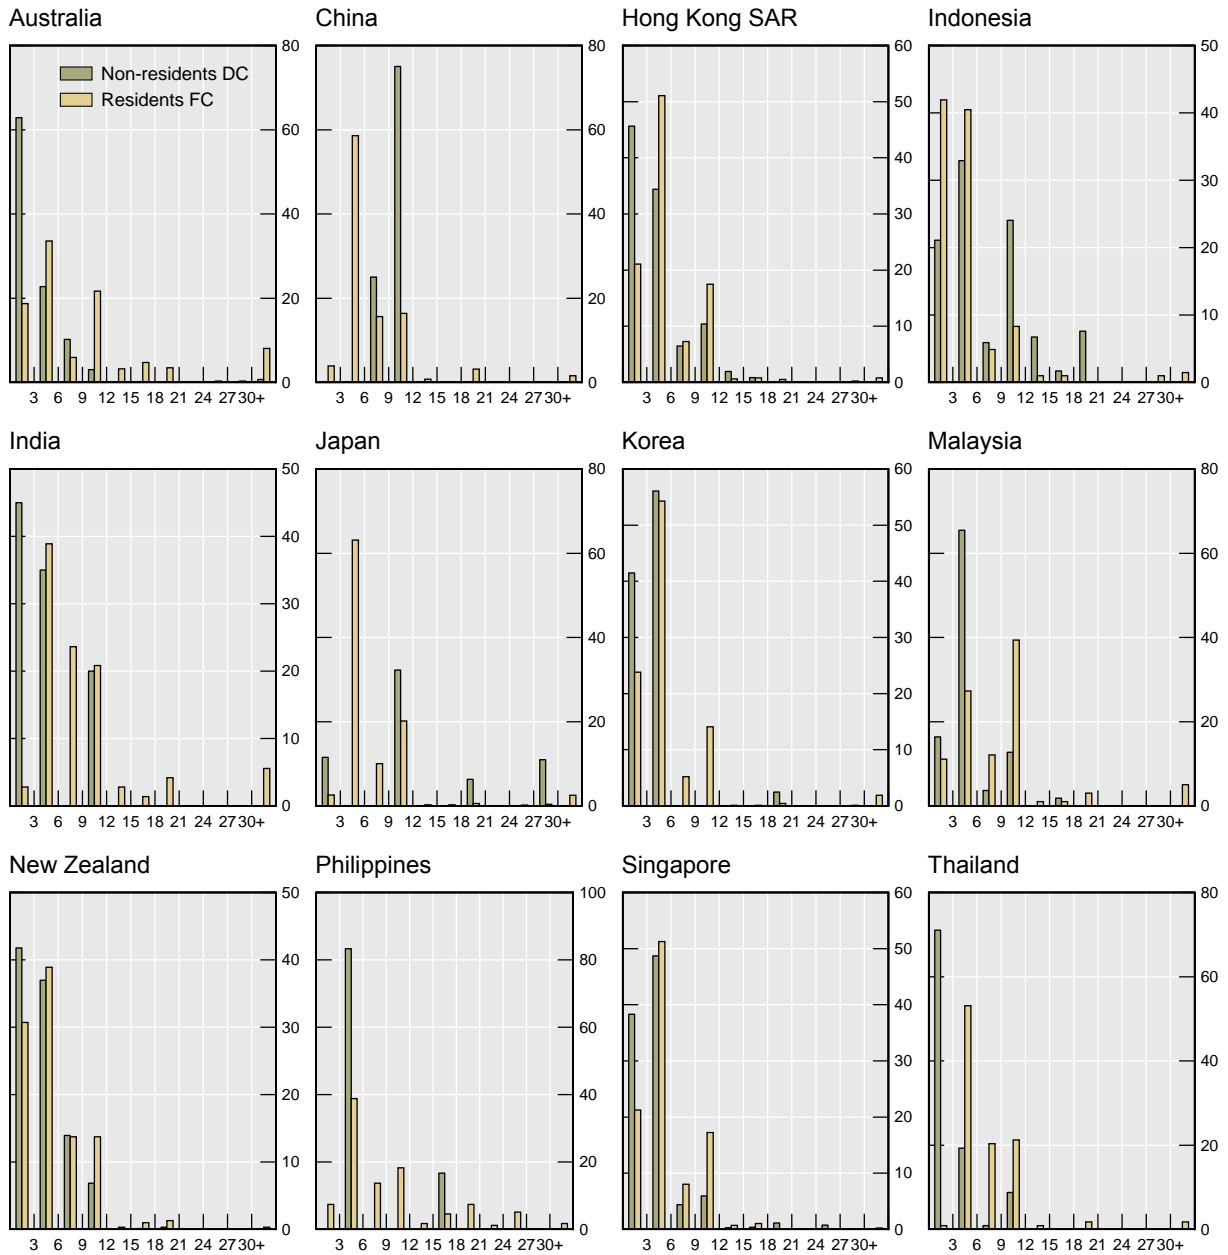 Australia China Hong Kong SAR Indonesia
80 80 60 50
Non-residents DC
Residents FC
50
60 60 40
40
30
40 40 30
20
20
20 20 10
10
0 0 0 0
3 6 9 12 15 18 21 24 27 30+ 3 6 9 12 15 18 21 24 27 30+ 3 6 9 12 15 18 21 24 27 30+ 3 6 9 12 15 18 21 24 27 30+
India Japan Korea Malaysia
50 80 60 80
50
40 60 60
40
30
40 30 40
20
20
10 20 20
10
0 0 0 0
3 6 9 12 15 18 21 24 27 30+ 3 6 9 12 15 18 21 24 27 30+ 3 6 9 12 15 18 21 24 27 30+ 3 6 9 12 15 18 21 24 27 30+
New Zealand Philippines Singapore Thailand
50 100 60 80
50
40 80 60
40
30 60
30 40
20 40
20
10 20 20
10
0 0 0 0
3 6 9 12 15 18 21 24 27 30+ 3 6 9 12 15 18 21 24 27 30+ 3 6 9 12 15 18 21 24 27 30+ 3 6 9 12 15 18 21 24 27 30+